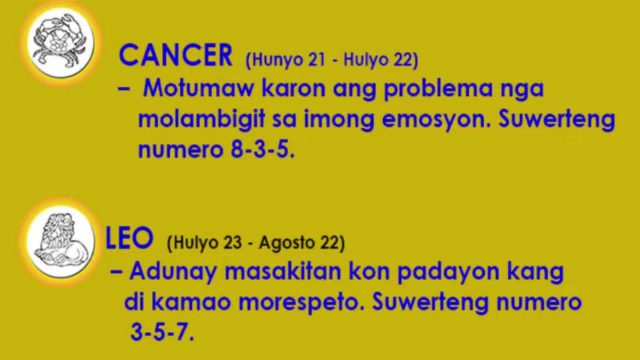 CANCER (Hunyo 21 - Hulyo 22)
– Motumaw karon ang problema nga
molambigit sa imong emosyon. Suwerteng
numero 8-3-5.
LEO (Hulyo 23 - Agosto 22)
– Adunay masakitan kon padayon kang
di kamao morespeto. Suwerteng numero
3-5-7.